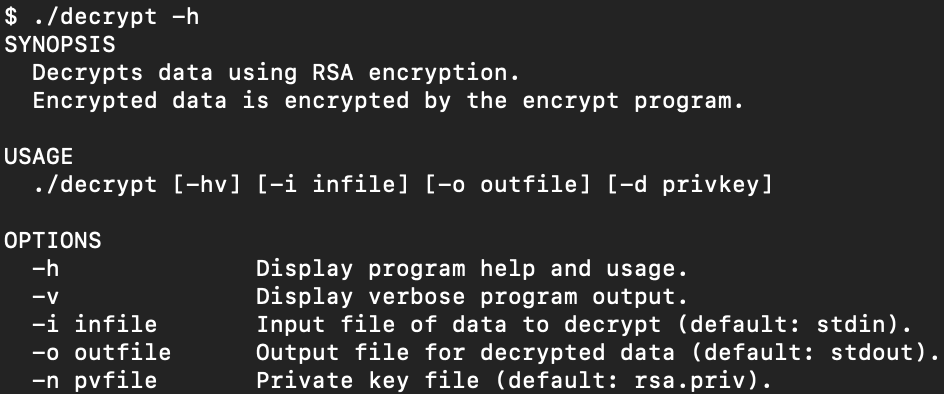 $ ./decrypt -h
SYNOPSIS
  Decrypts data using RSA encryption.
  Encrypted data is encrypted by the encrypt program.

USAGE
  ./decrypt [-hv] [-i infile] [-o outfile] [-d privkey]

OPTIONS
  -h              Display program help and usage.
  -v              Display verbose program output.
  -i infile       Input file of data to decrypt (default: stdin).
  -o outfile      Output file for decrypted data (default: stdout).
  -n pvfile       Private key file (default: rsa.priv).